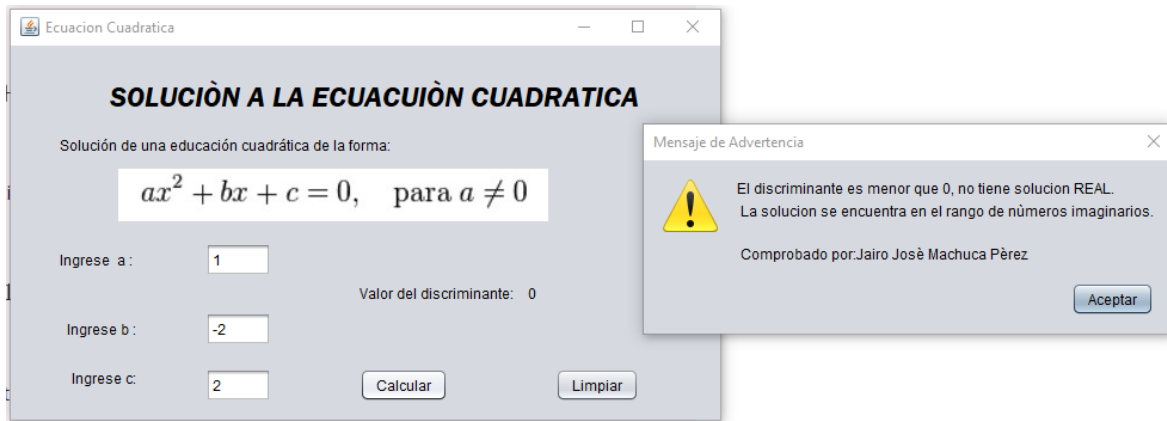 Ecuacion Cuadratica
SOLUCIÒN A LA ECUACUIÒN CUADRATICA
Solución de una educación cuadrática de la forma:
ax² + bx + c = 0, para a ≠ 0
Ingrese a :
1
Valor del discriminante: 0
Ingrese b :
-2
Ingrese c:
2
Calcular
Limpiar
Mensaje de Advertencia
El discriminante es menor que 0, no tiene solucion REAL.
La solucion se encuentra en el rango de nùmeros imaginarios.
Comprobado por:Jairo Josè Machuca Pèrez
Aceptar